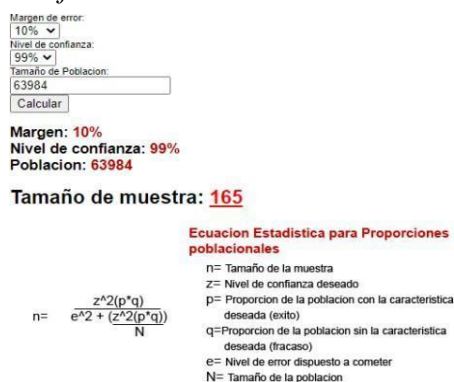 Margen de error:
10%
Nivel de confianza:
99%
Tamaño de Poblacion:
63984
Calcular
Margen: 10%
Nivel de confianza: 99%
Poblacion: 63984
Tamaño de muestra: 165
Ecuacion Estadistica para Proporciones
poblacionales
n= Tamaño de la muestra
z= Nivel de confianza deseado
p= Proporcion de la poblacion con la caracteristica
deseada (exito)
q=Proporcion de la poblacion sin la caracteristica
deseada (fracaso)
e= Nivel de error dispuesto a cometer
N= Tamaño de la poblacion
z^2(p*q)
n= e^2 + (z^2(p*q))
N